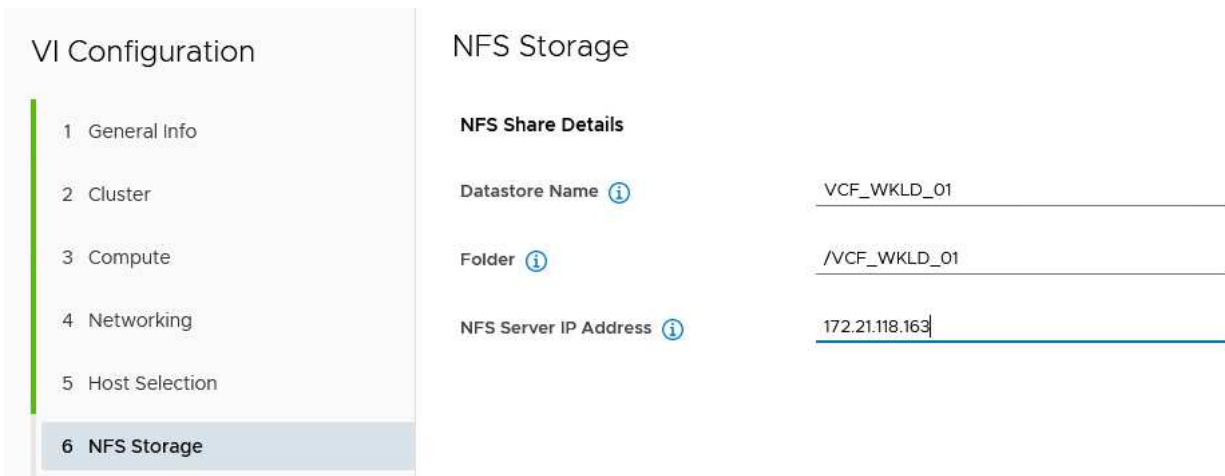 VI Configuration
1 General Info
2 Cluster
3 Compute
4 Networking
5 Host Selection
6 NFS Storage
NFS Storage
NFS Share Details
Datastore Name
VCF_WKLD_01
Folder
/VCF_WKLD_01
NFS Server IP Address
172.21.118.163